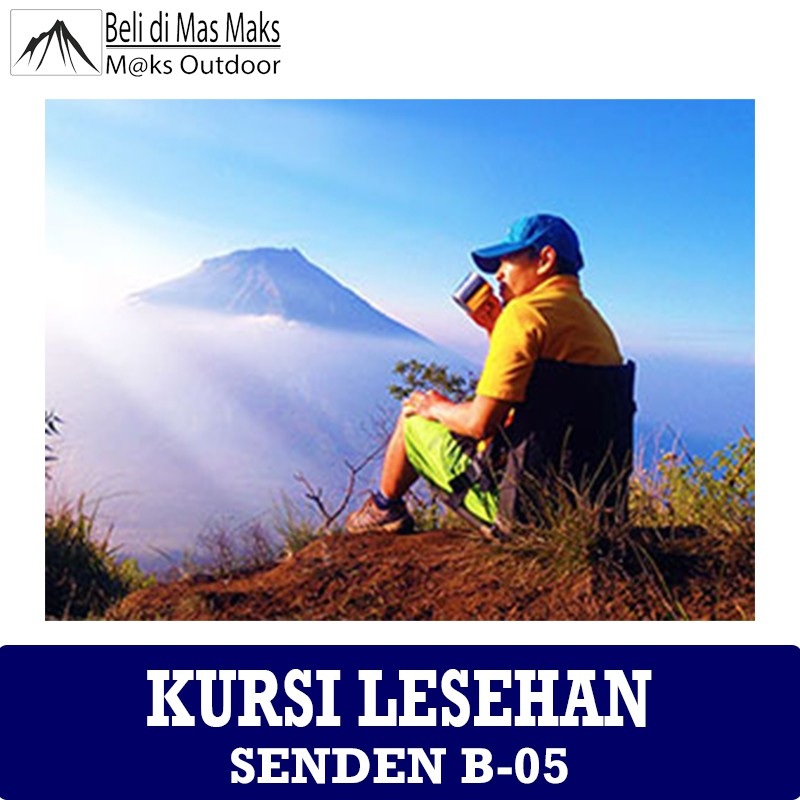 Beli di Mas Maks
M@ks Outdoor
KURSI LESEHAN
SENDEN B-05